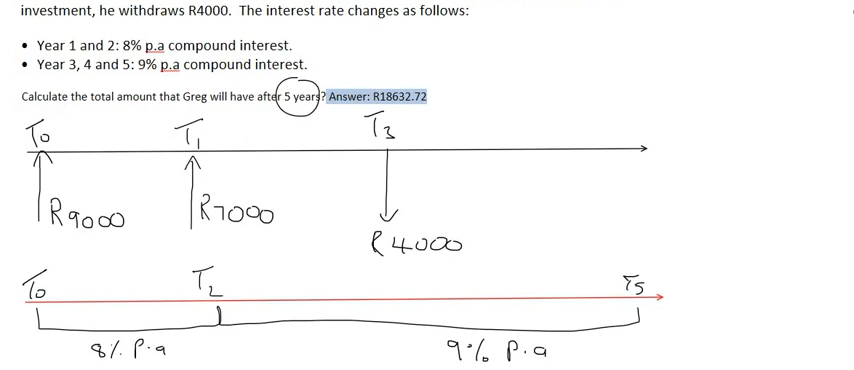 investment, he withdraws R4000. The interest rate changes as follows:
• Year 1 and 2: 8% p.a compound interest.
• Year 3, 4 and 5: 9% p.a compound interest.
Calculate the total amount that Greg will have after 5 years? Answer: R18632.72
T0 T1 T3
R9000 R7000
R4000
T0 T2 T5
8% p.a 9% p.a